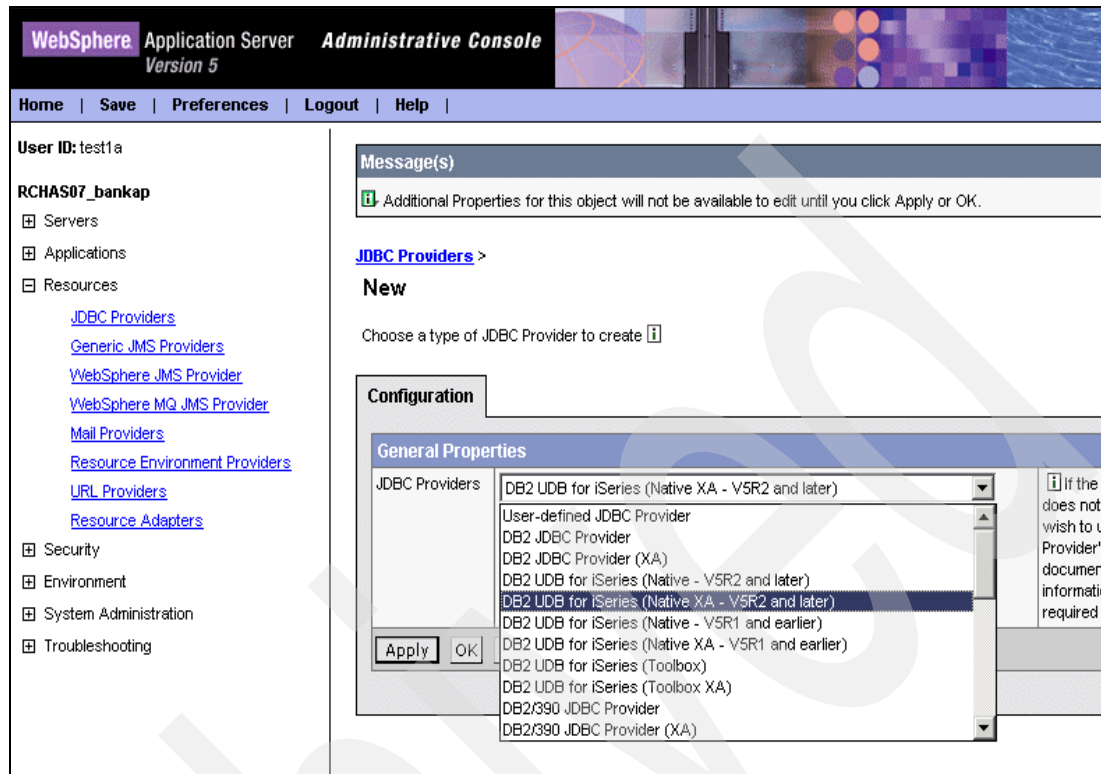 WebSphere Application Server Administrative Console
Version 5
Home | Save | Preferences | Logout | Help |
User ID: test1a
RCHAS07_bankap
Servers
Applications
Resources
JDBC Providers
Generic JMS Providers
WebSphere JMS Provider
WebSphere MQ JMS Provider
Mail Providers
Resource Environment Providers
URL Providers
Resource Adapters
Security
Environment
System Administration
Troubleshooting
Message(s)
Additional Properties for this object will not be available to edit until you click Apply or OK.
JDBC Providers >
New
Choose a type of JDBC Provider to create
Configuration
General Properties
JDBC Providers
DB2 UDB for iSeries (Native XA - V5R2 and later)
User-defined JDBC Provider
DB2 JDBC Provider
DB2 JDBC Provider (XA)
DB2 UDB for iSeries (Native - V5R2 and later)
DB2 UDB for iSeries (Native XA - V5R2 and later)
DB2 UDB for iSeries (Native - V5R1 and earlier)
DB2 UDB for iSeries (Native XA - V5R1 and earlier)
DB2 UDB for iSeries (Toolbox)
DB2 UDB for iSeries (Toolbox XA)
DB2/390 JDBC Provider
DB2/390 JDBC Provider (XA)
If the
does not
wish to
Provider"
required
Apply OK